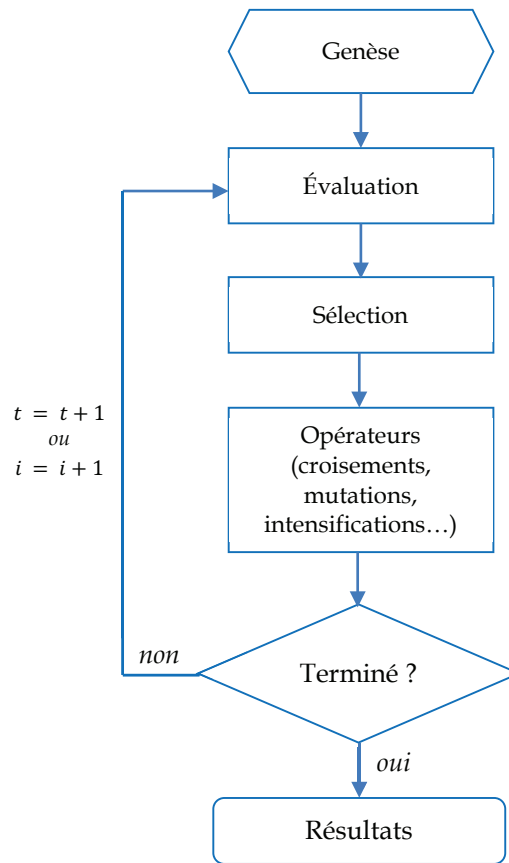 Genèse
Évaluation
Sélection
t = t + 1
ou
i = i + 1
Opérateurs
(croisements,
mutations,
intensifications…)
non
Terminé ?
oui
Résultats